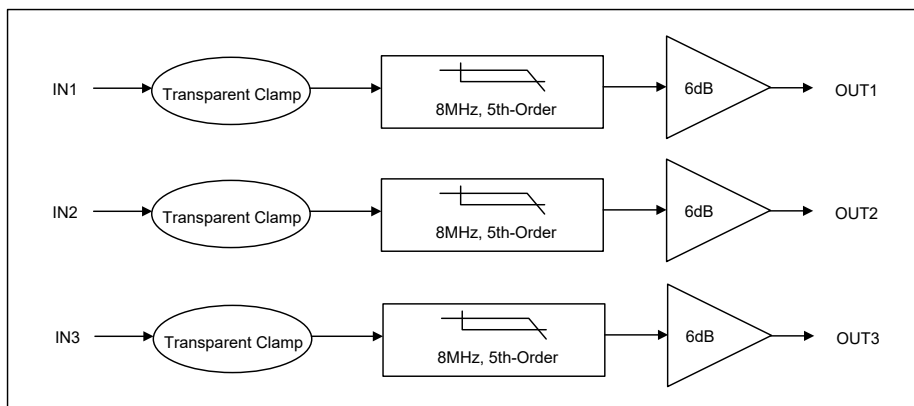 IN1
Transparent Clamp
8MHz, 5th-Order
6dB
OUT1
IN2
Transparent Clamp
8MHz, 5th-Order
6dB
OUT2
IN3
Transparent Clamp
8MHz, 5th-Order
6dB
OUT3